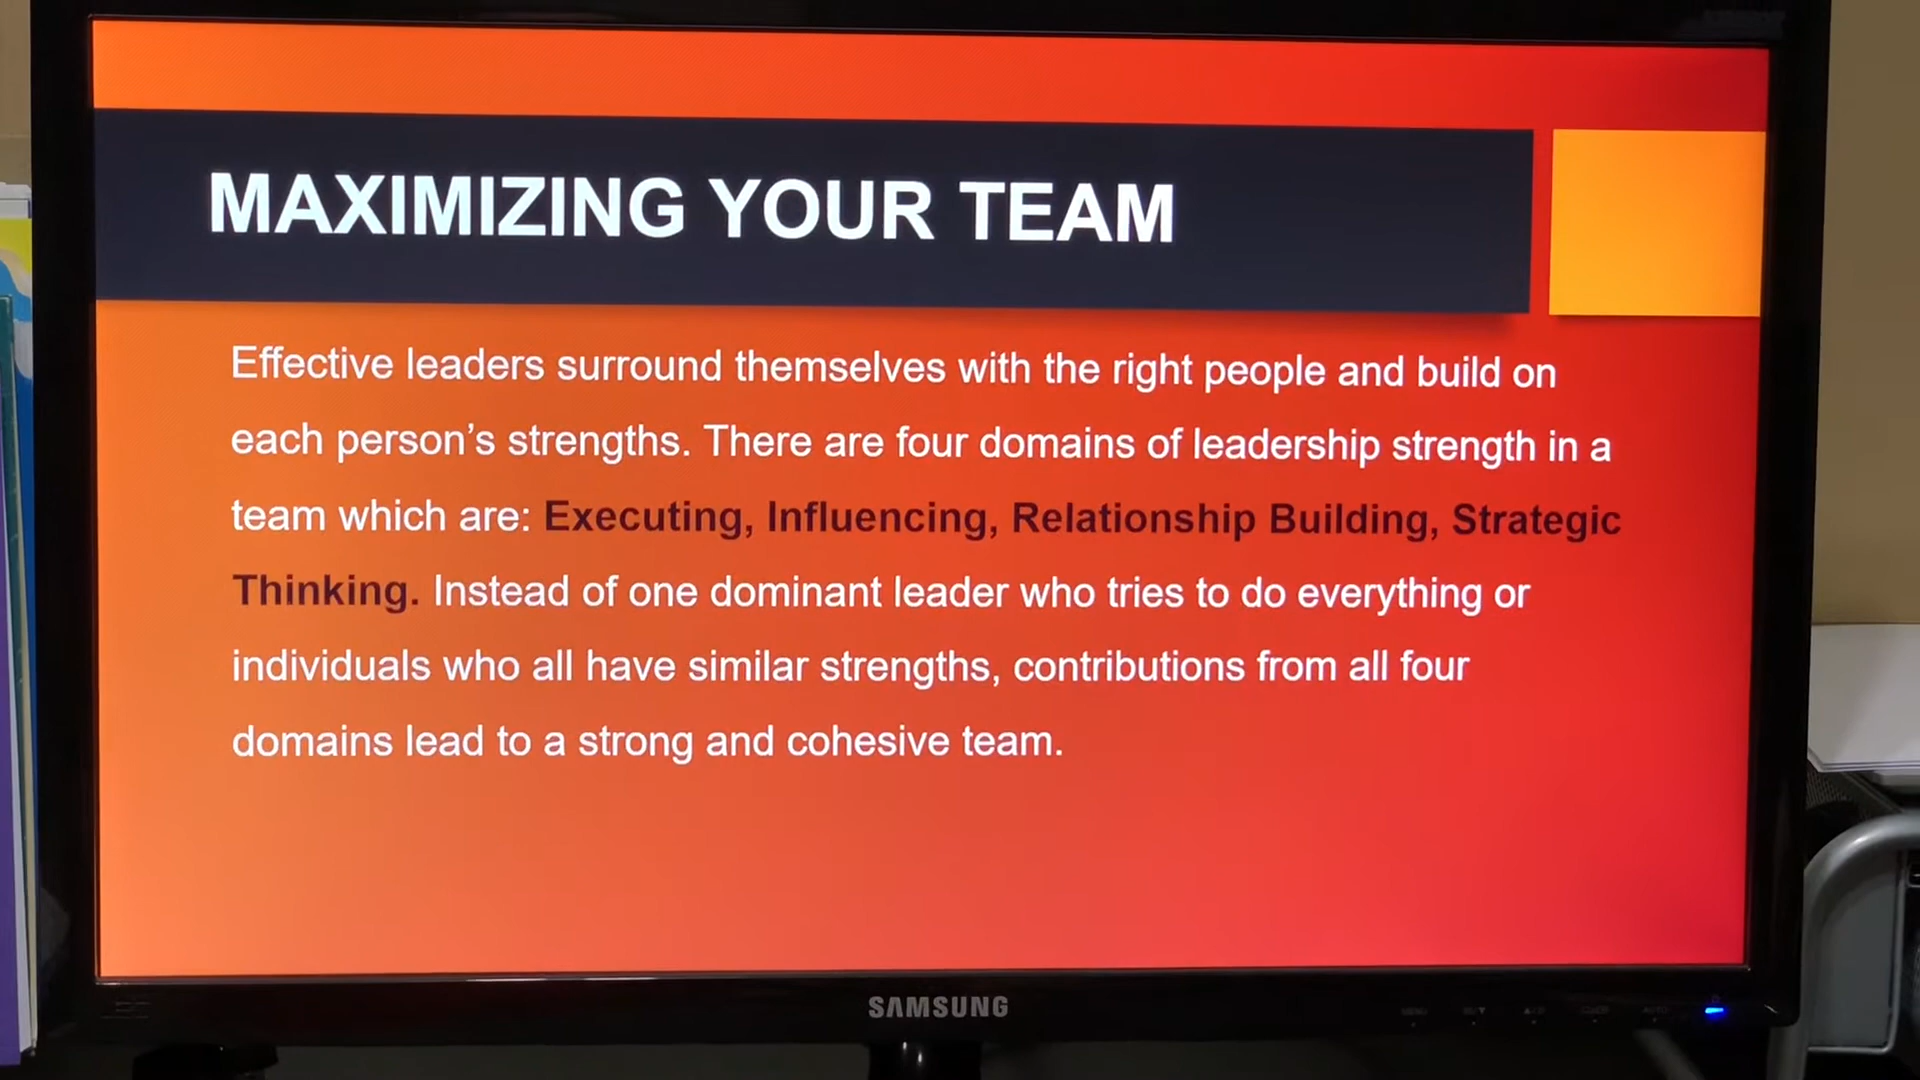 MAXIMIZING YOUR TEAM
Effective leaders surround themselves with the right people and build on
each person’s strengths. There are four domains of leadership strength in a
team which are: Executing, Influencing, Relationship Building, Strategic
Thinking. Instead of one dominant leader who tries to do everything or
individuals who all have similar strengths, contributions from all four
domains lead to a strong and cohesive team.
SAMSUNG